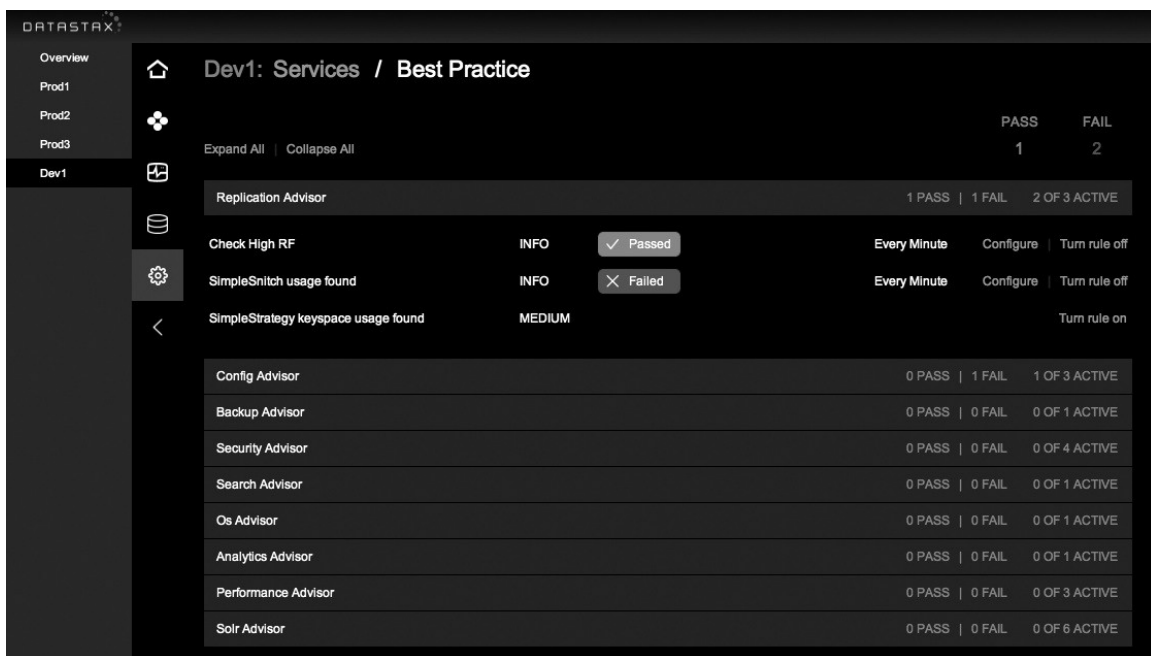 DATASTAX
Overview
Prod1
Prod2
Prod3
Dev1
Dev1: Services / Best Practice
PASS FAIL
Expand All | Collapse All 1 2
Replication Advisor 1 PASS | 1 FAIL 2 OF 3 ACTIVE
Check High RF INFO Passed Every Minute Configure | Turn rule off
SimpleSnitch usage found INFO Failed Every Minute Configure | Turn rule off
SimpleStrategy keyspace usage found MEDIUM Turn rule on
Config Advisor 0 PASS | 1 FAIL 1 OF 3 ACTIVE
Backup Advisor 0 PASS | 0 FAIL 0 OF 1 ACTIVE
Security Advisor 0 PASS | 0 FAIL 0 OF 4 ACTIVE
Search Advisor 0 PASS | 0 FAIL 0 OF 1 ACTIVE
Os Advisor 0 PASS | 0 FAIL 0 OF 1 ACTIVE
Analytics Advisor 0 PASS | 0 FAIL 0 OF 1 ACTIVE
Performance Advisor 0 PASS | 0 FAIL 0 OF 3 ACTIVE
Solr Advisor 0 PASS | 0 FAIL 0 OF 6 ACTIVE